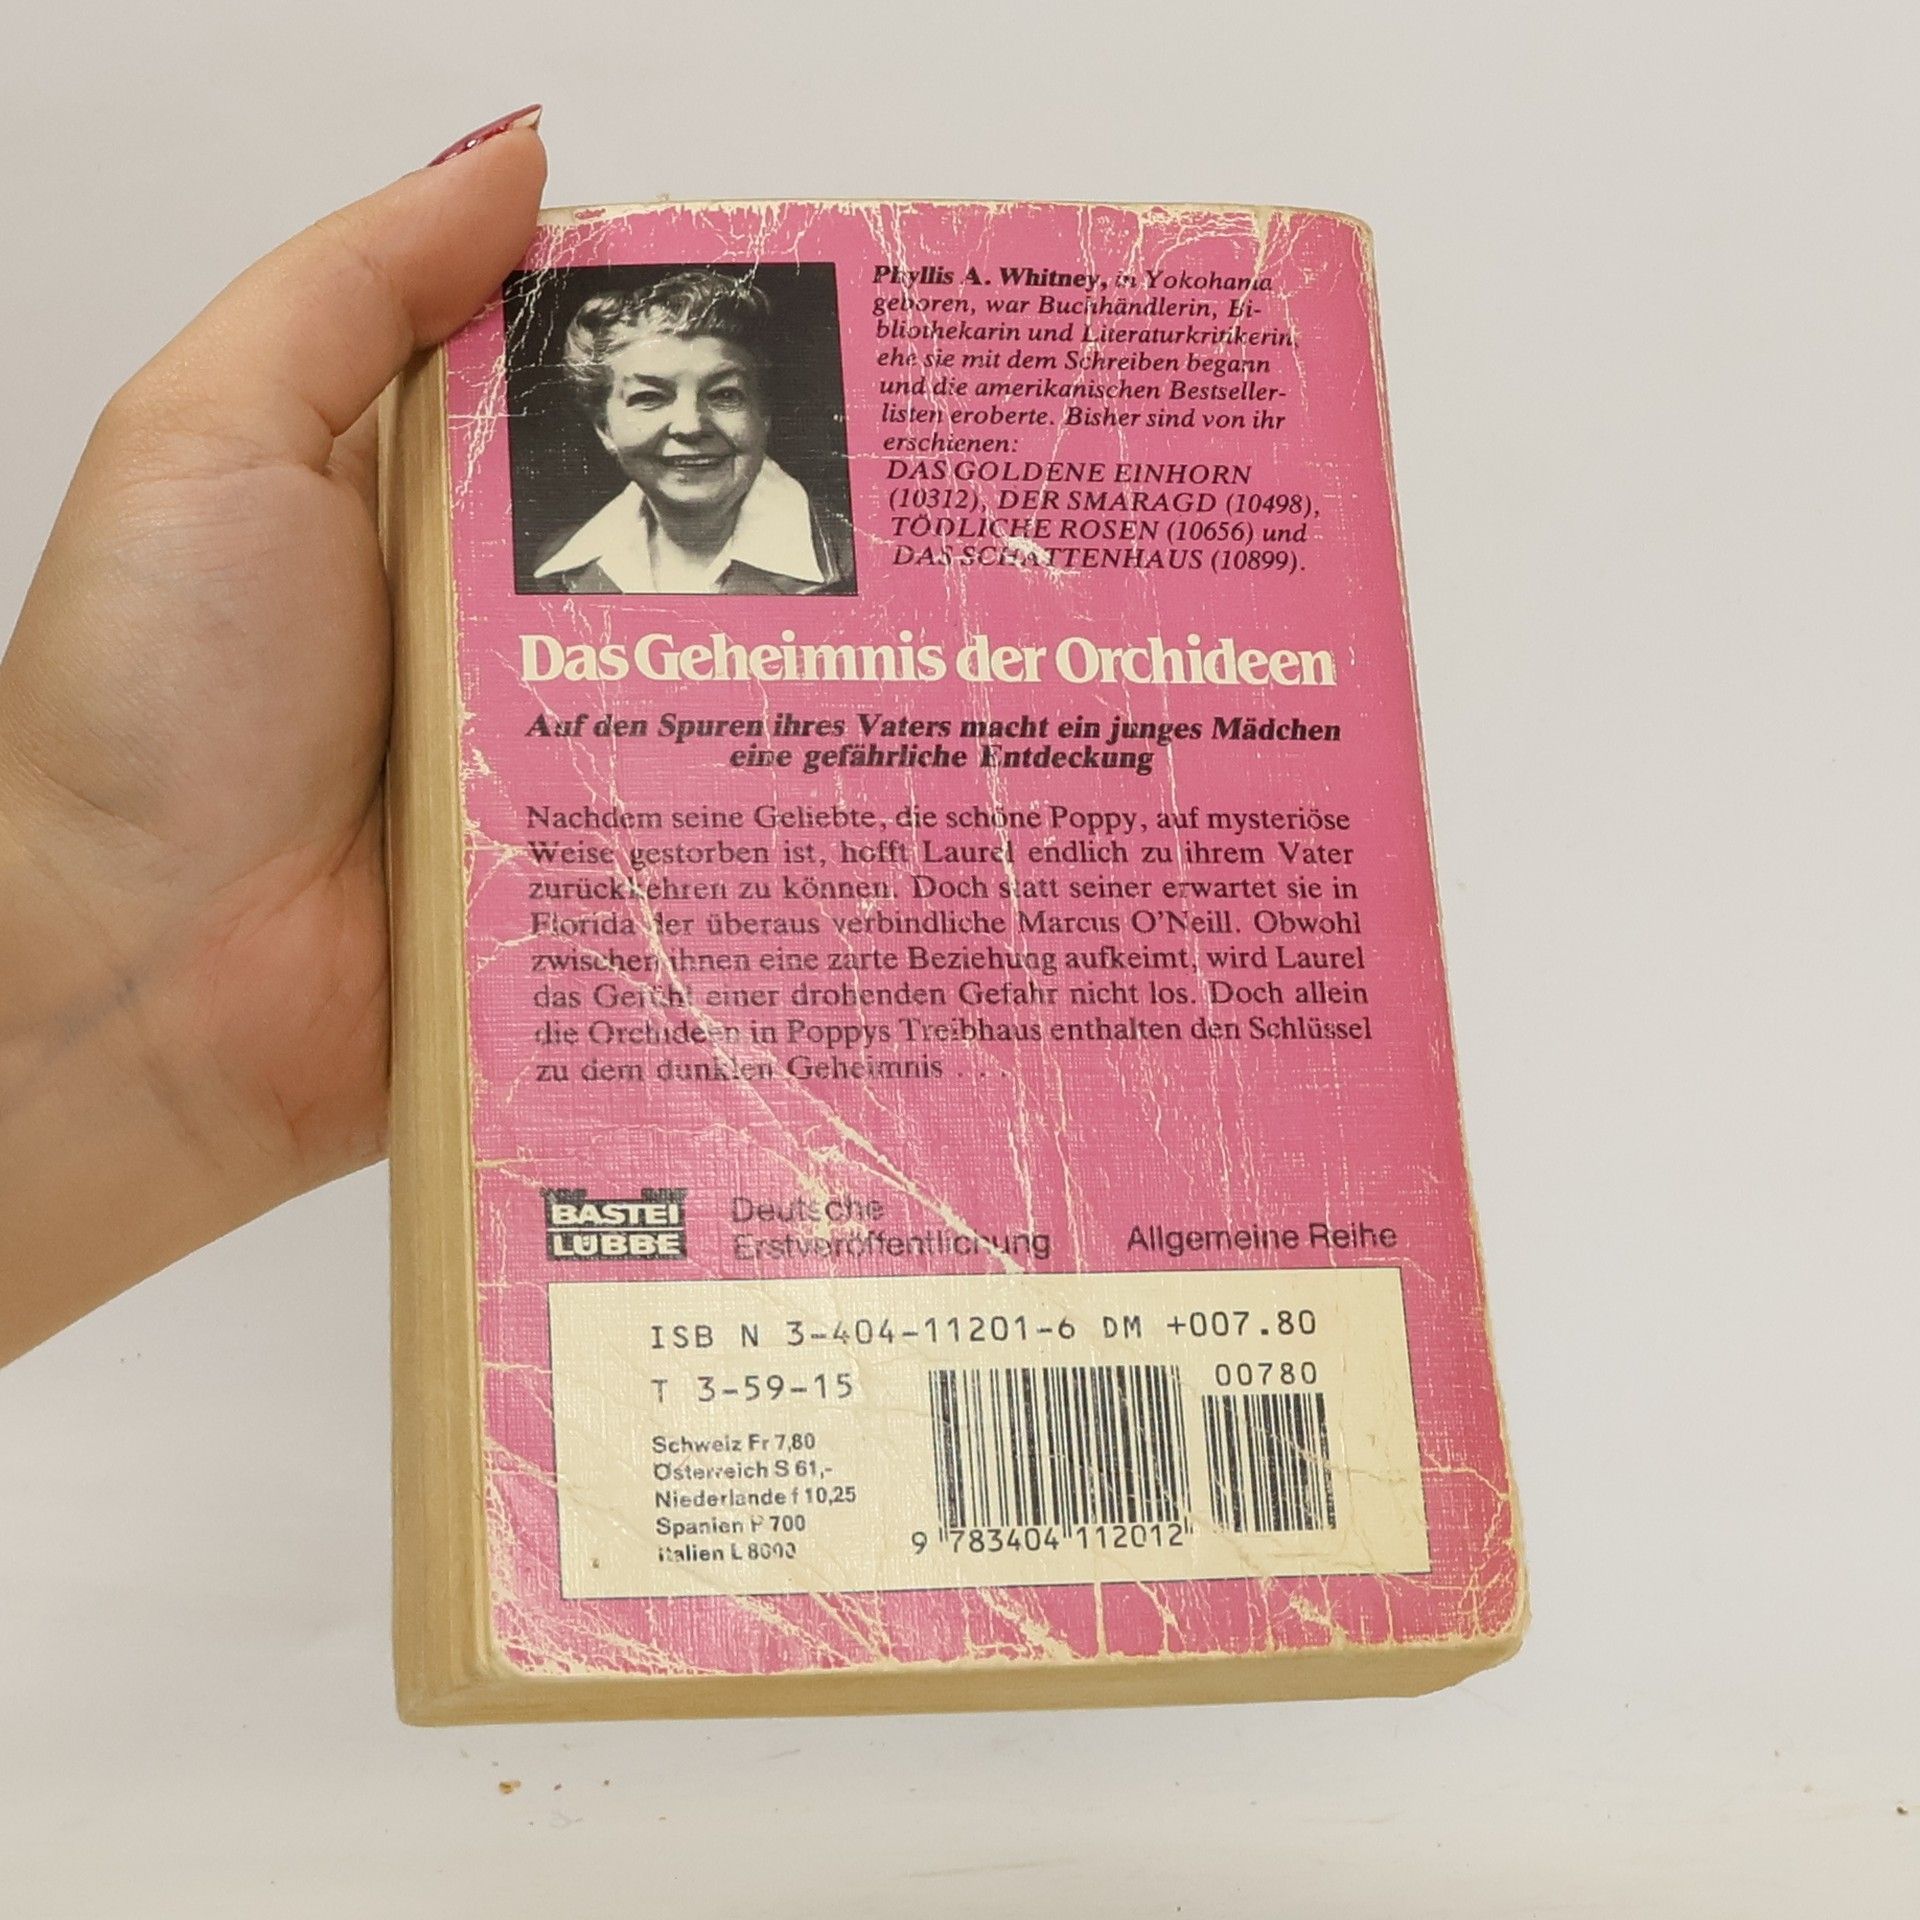 Phyllis A. Whitney, in Yokohama
geboren, war Buchhändlerin, Bi-
bliothekarin und Literaturkritikerin,
ehe sie mit dem Schreiben begann
und die amerikanischen Bestseller-
listen eroberte. Bisher sind von ihr
erschienen:
DAS GOLDENE EINHORN
(10312), DER SMARAGD (10498),
TÖDLICHE ROSEN (10656) und
DAS SCHATTENHAUS (10899).
Das Geheimnis der Orchideen
Auf den Spuren ihres Vaters macht ein junges Mädchen
eine gefährliche Entdeckung
Nachdem seine Geliebte, die schöne Poppy, auf mysteriöse
Weise gestorben ist, hofft Laurel endlich zu ihrem Vater
zurückkehren zu können. Doch statt seiner erwartet sie in
Florida der überaus verbindliche Marcus O'Neill. Obwohl
zwischen ihnen eine zarte Beziehung aufkeimt, wird Laurel
das Gefühl einer drohenden Gefahr nicht los. Doch allein
die Orchideen in Poppys Treibhaus enthalten den Schlüssel
zu dem dunklen Geheimnis . . .
BASTEI
LÜBBE
Deutsche
Erstveröffentlichung
Allgemeine Reihe
ISB N 3-404-11201-6 DM +007.80
T 3-59-15
00780
Schweiz Fr 7,80
Österreich S 61,-
Niederlande f 10,25
Spanien P 700
Italien L 8000
9 783404 112012